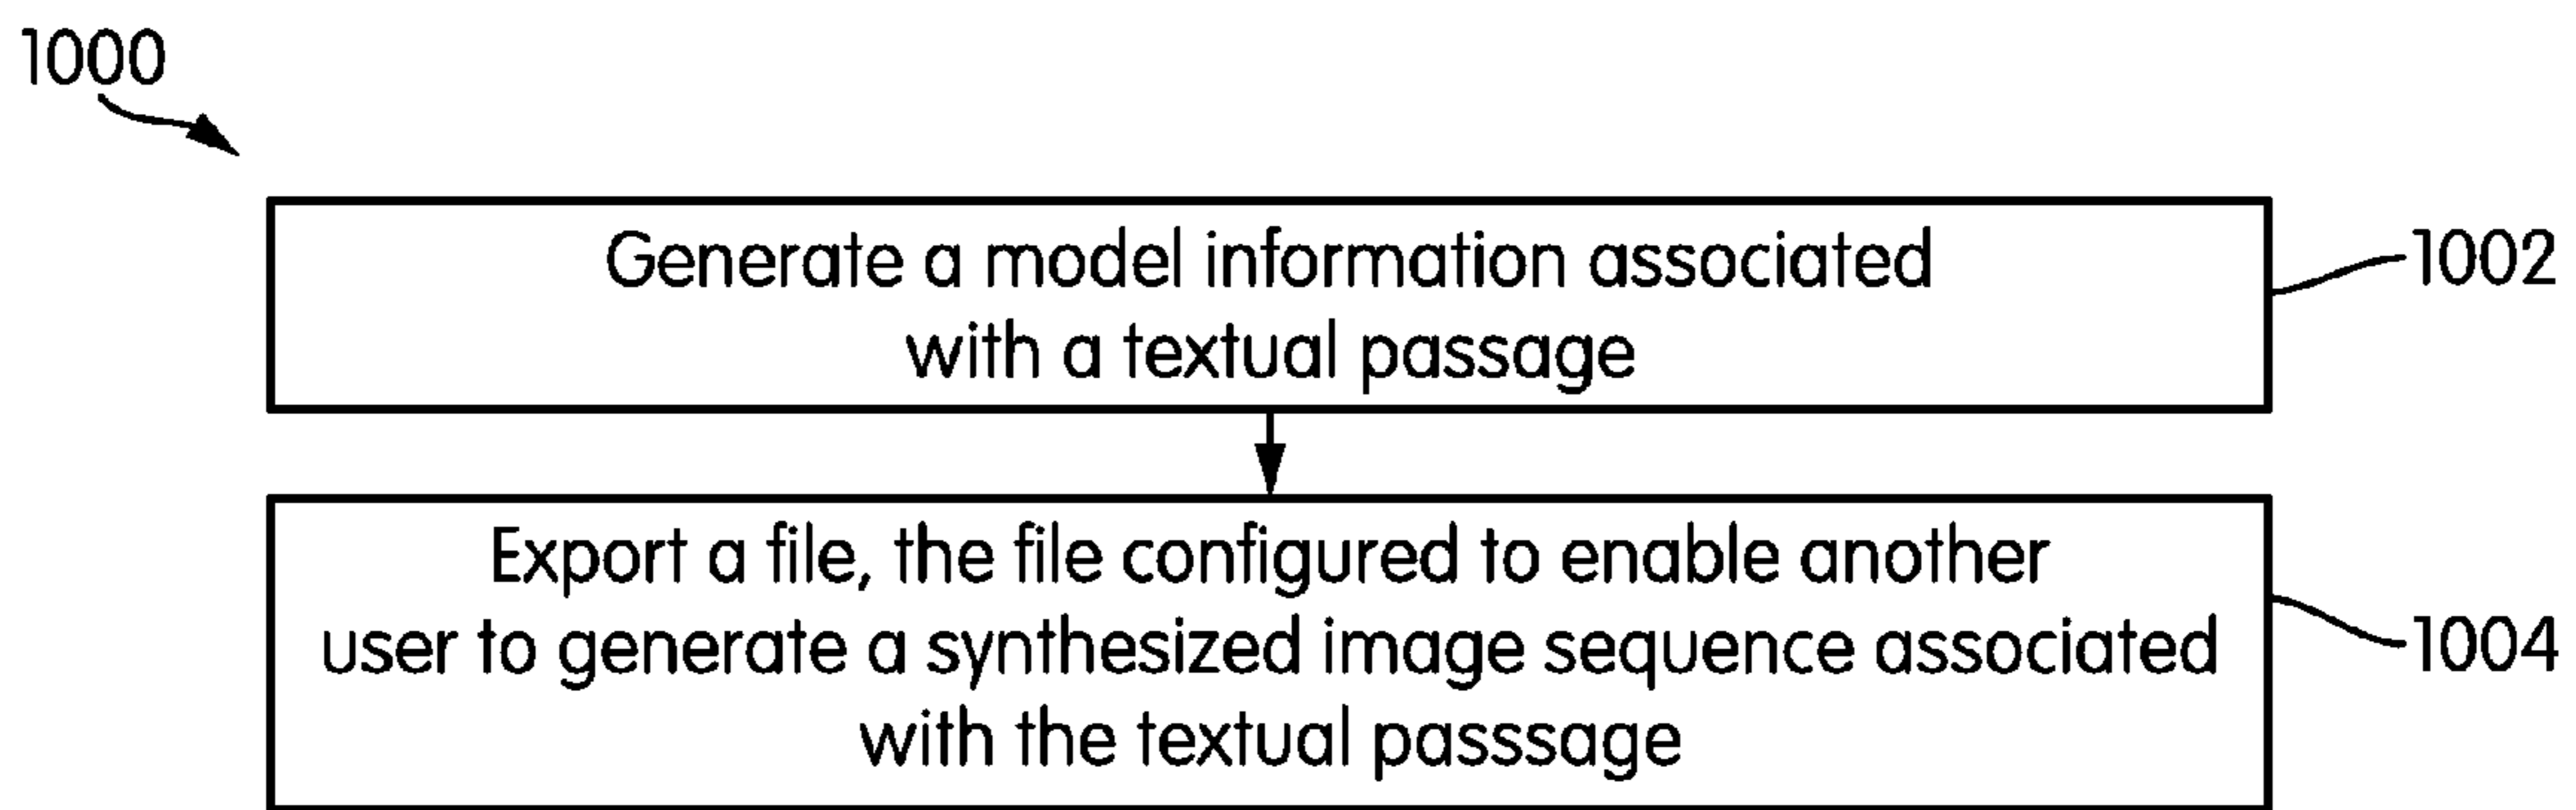 1000
Generate a model information associated
with a textual passage
1002
Export a file, the file configured to enable another
user to generate a synthesized image sequence associated
with the textual passsage
1004